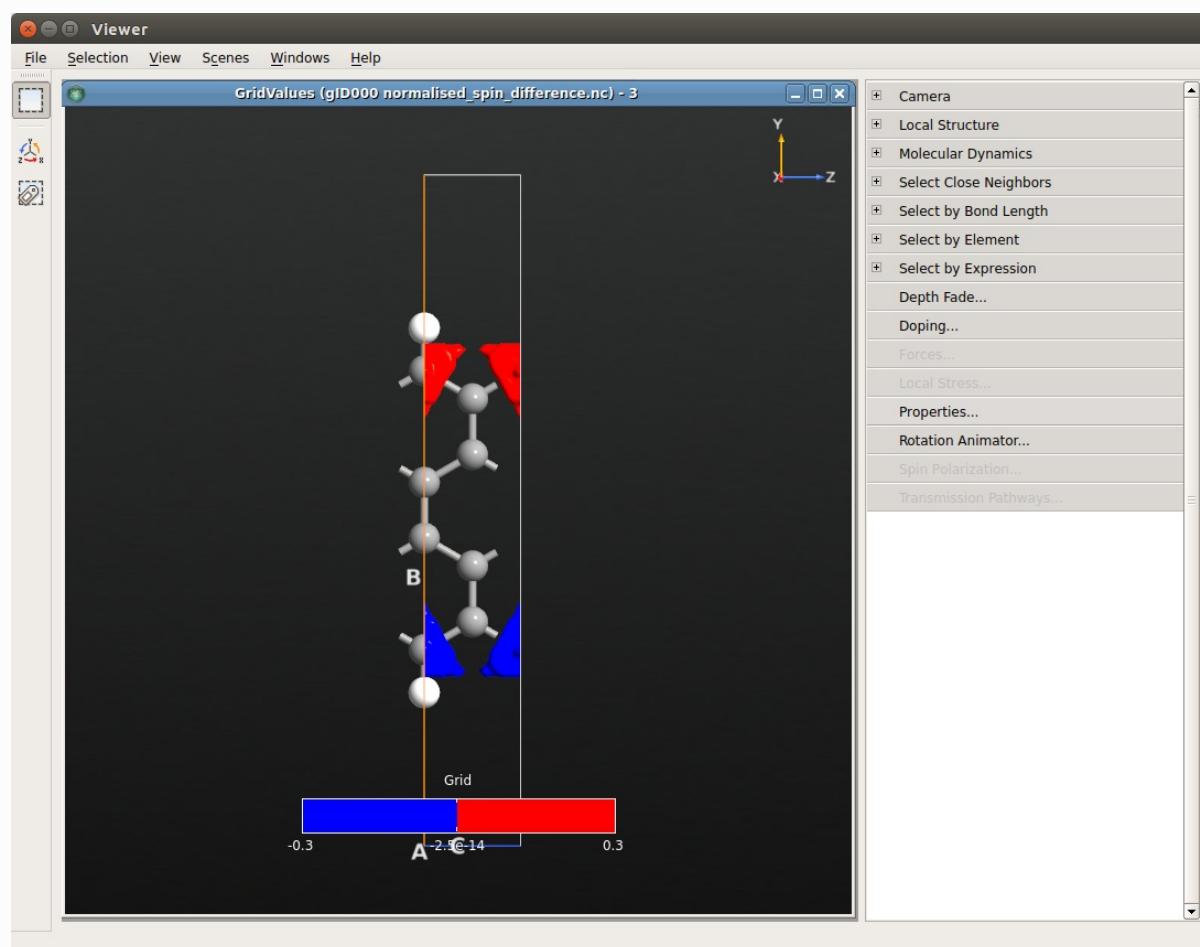 Viewer
File Selection View Scenes Windows Help
GridValues (gID000 normalised_spin_difference.nc) - 3
Y
X Z
B
Grid
-0.3 -2.5e-14 0.3
A C
Camera
Local Structure
Molecular Dynamics
Select Close Neighbors
Select by Bond Length
Select by Element
Select by Expression
Depth Fade...
Doping...
Forces...
Local Stress...
Properties...
Rotation Animator...
Spin Polarization...
Transmission Pathways...